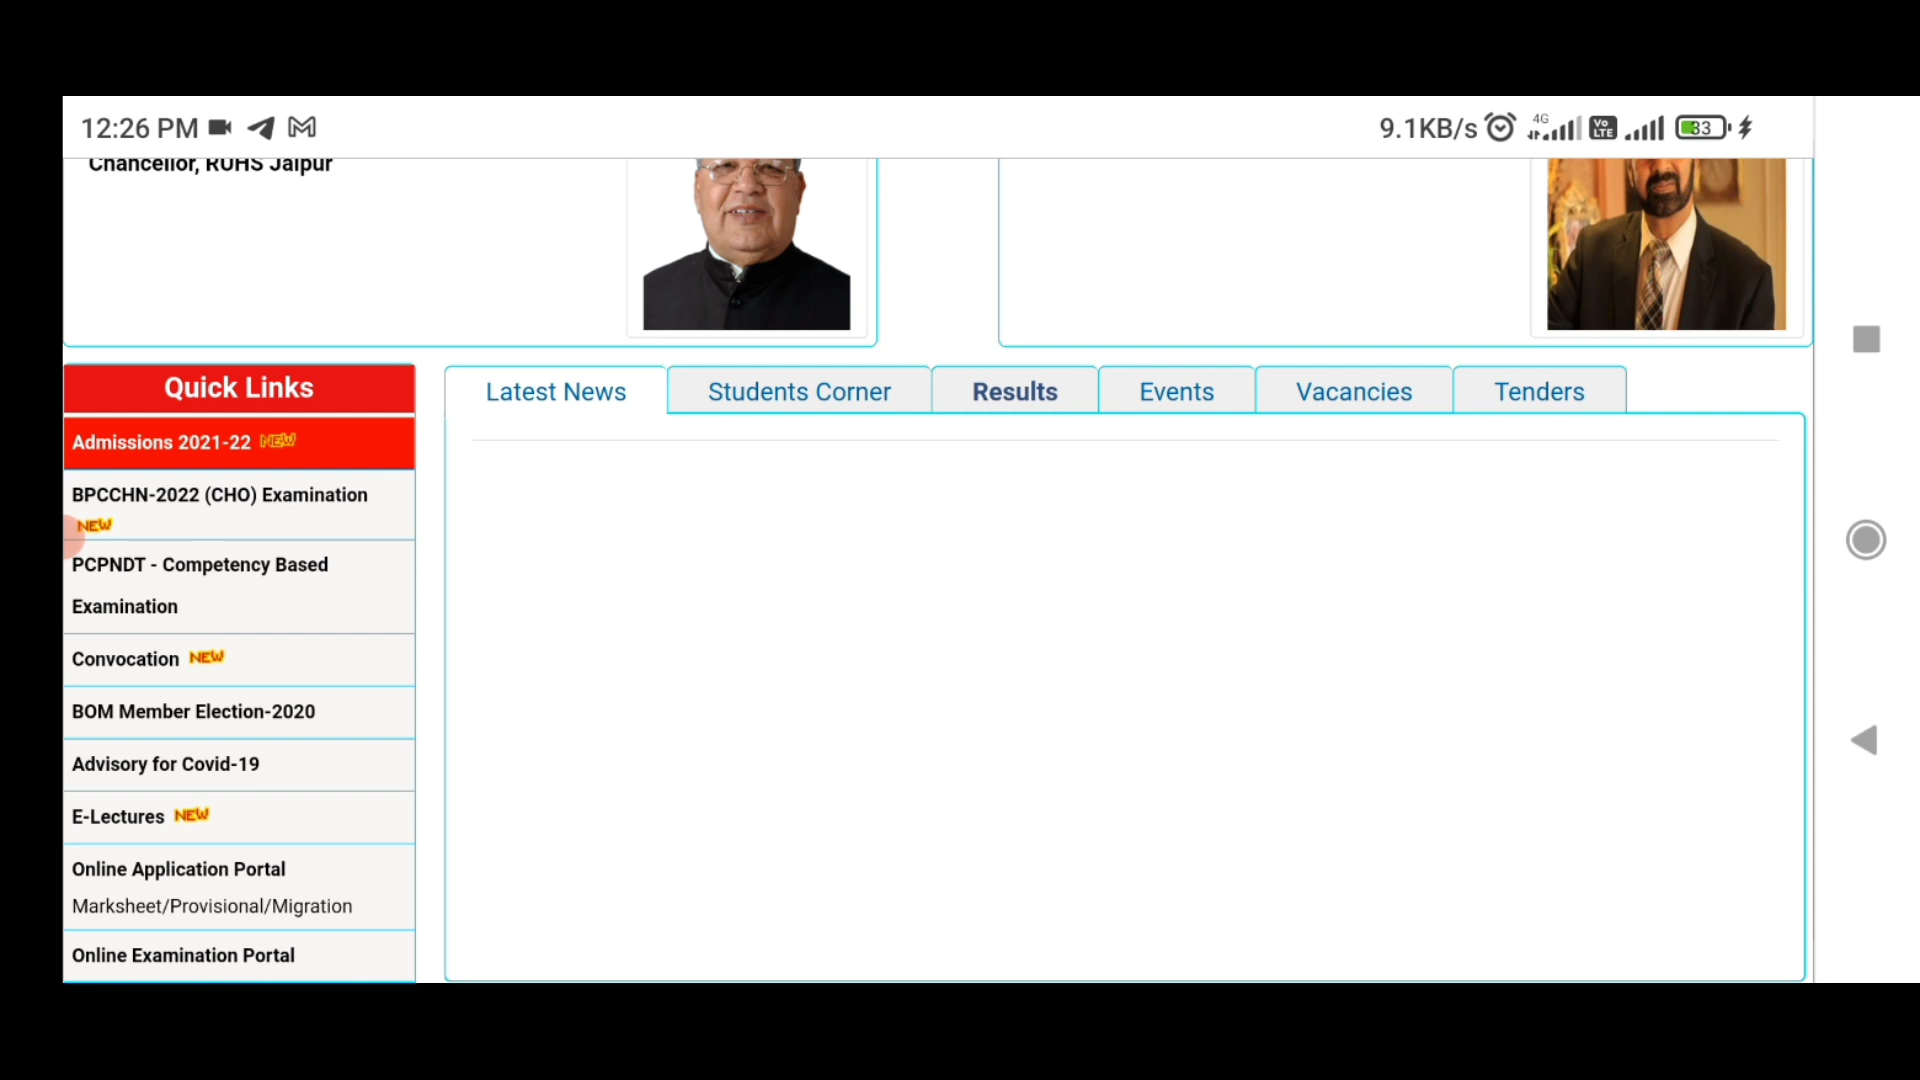 12:26 PM
9.1KB/s 4G Vo LTE 33
Chancellor, RUHS Jaipur
Quick Links
Latest News Students Corner Results Events Vacancies Tenders
Admissions 2021-22 NEW
BPCCHN-2022 (CHO) Examination
NEW
PCPNDT - Competency Based
Examination
Convocation NEW
BOM Member Election-2020
Advisory for Covid-19
E-Lectures NEW
Online Application Portal
Marksheet/Provisional/Migration
Online Examination Portal